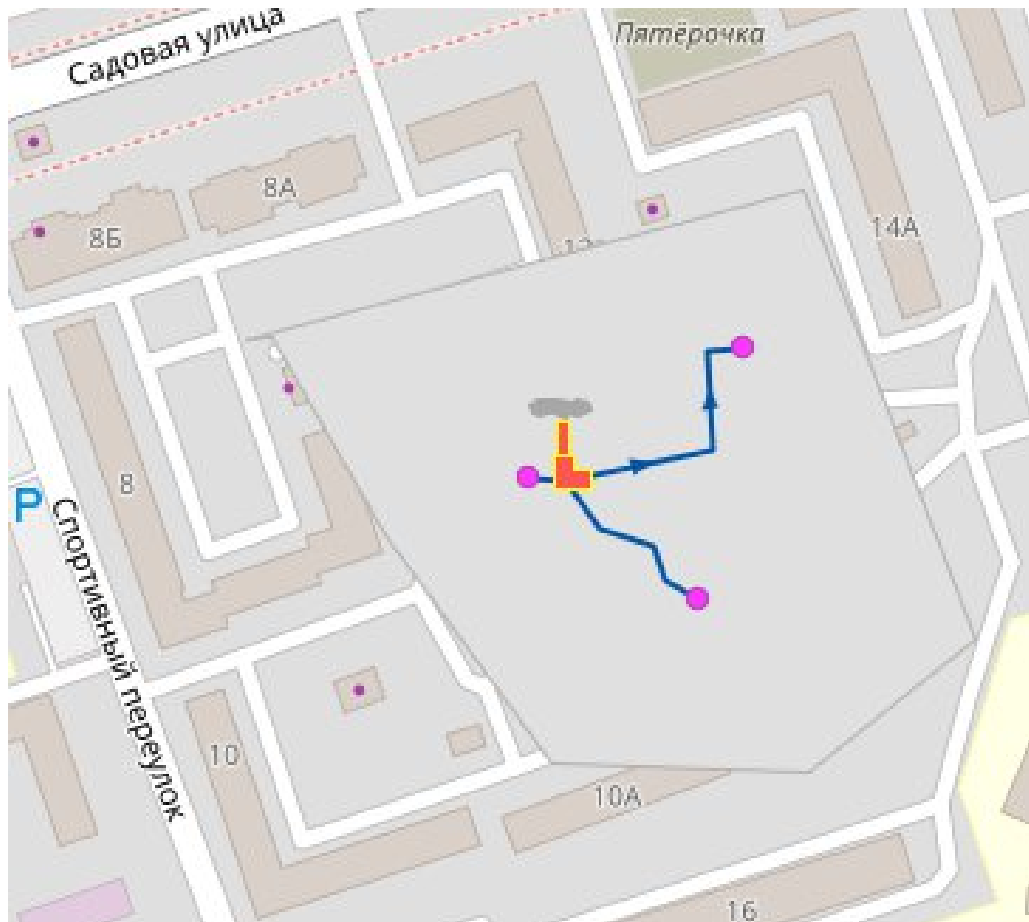 Садовая улица
Пятёрочка
8А
8Б
14А
8
P
Спортивный переулок
10
10А
16